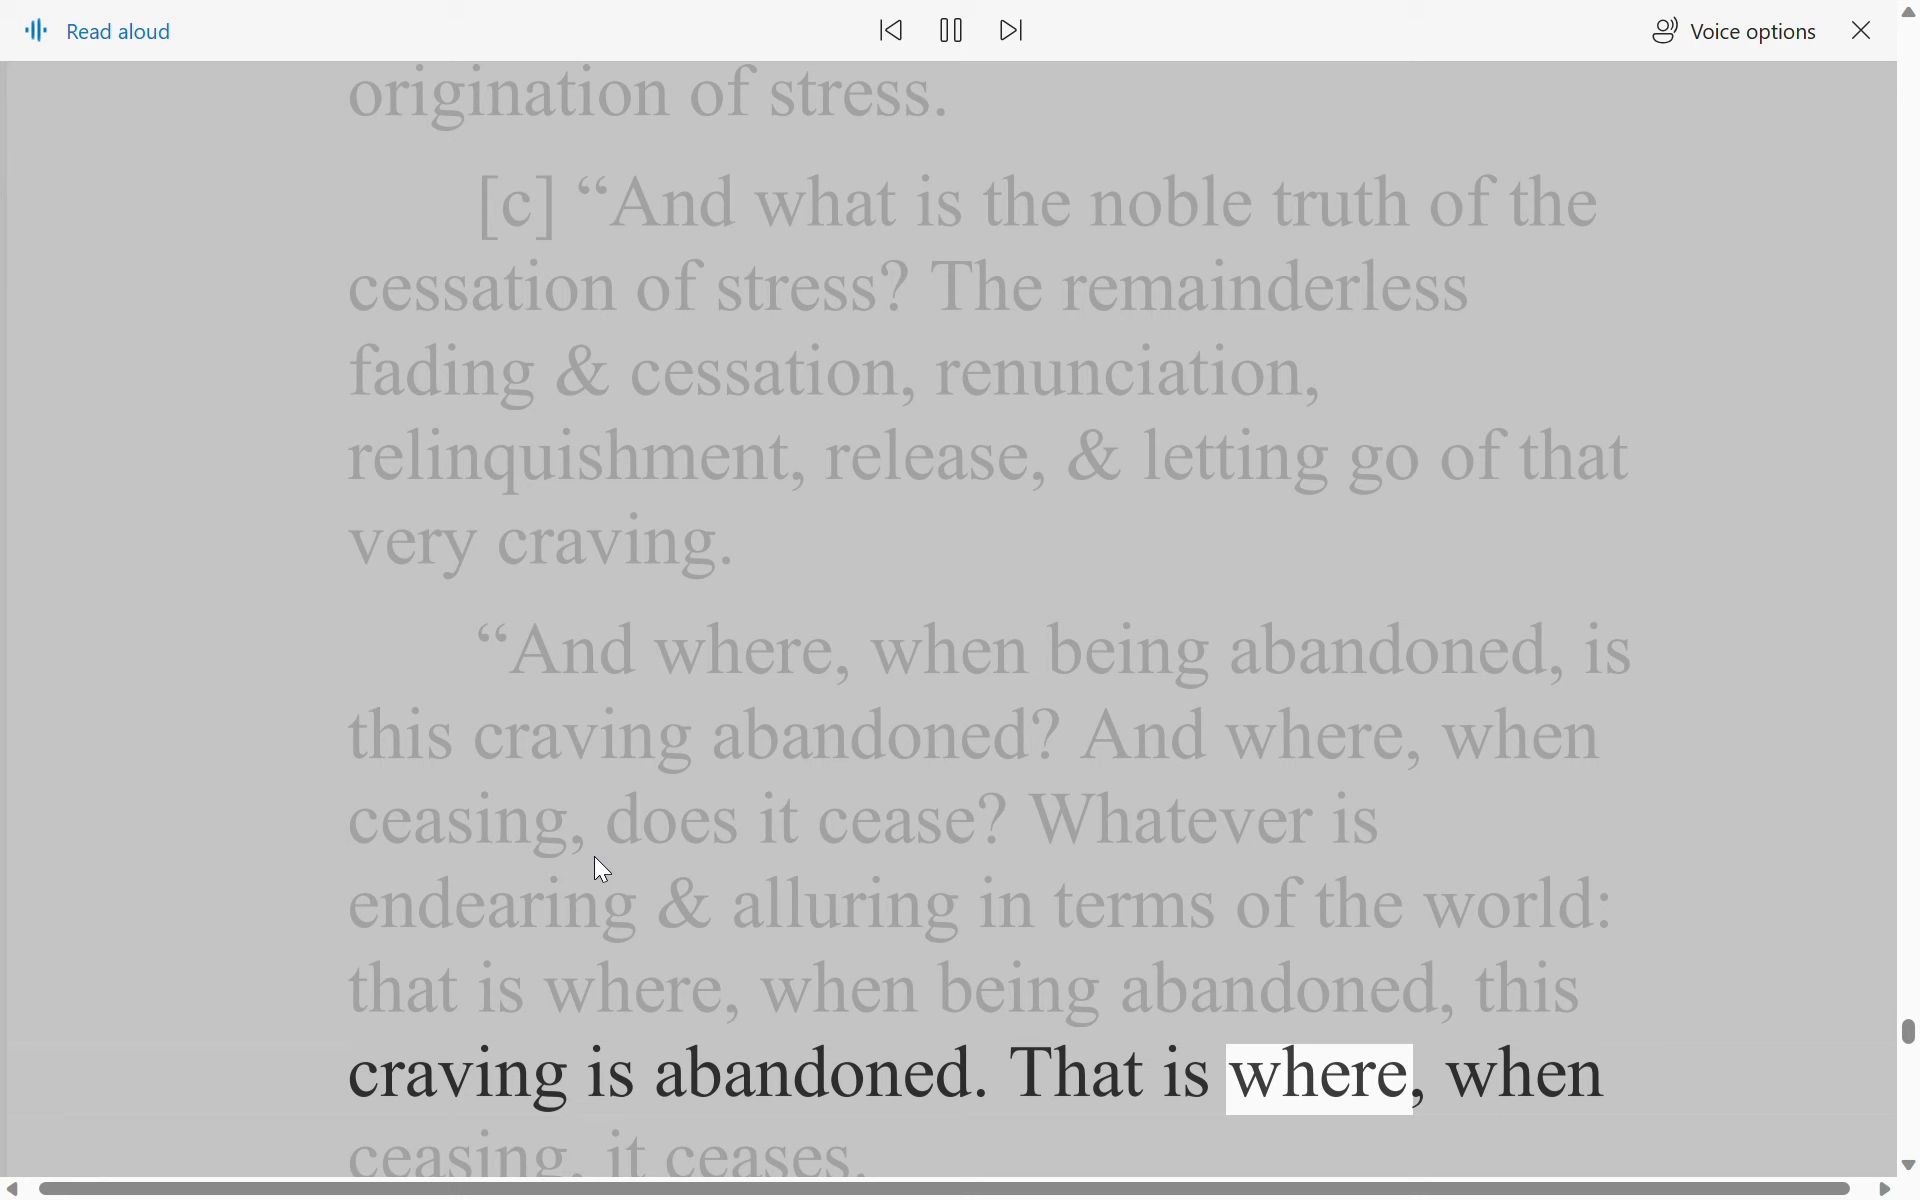 Read aloud
Voice options
origination of stress.
[c] “And what is the noble truth of the
cessation of stress? The remainderless
fading & cessation, renunciation,
relinquishment, release, & letting go of that
very craving.
“And where, when being abandoned, is
this craving abandoned? And where, when
ceasing, does it cease? Whatever is
endearing & alluring in terms of the world:
that is where, when being abandoned, this
craving is abandoned. That is where, when
ceasing, it ceases.